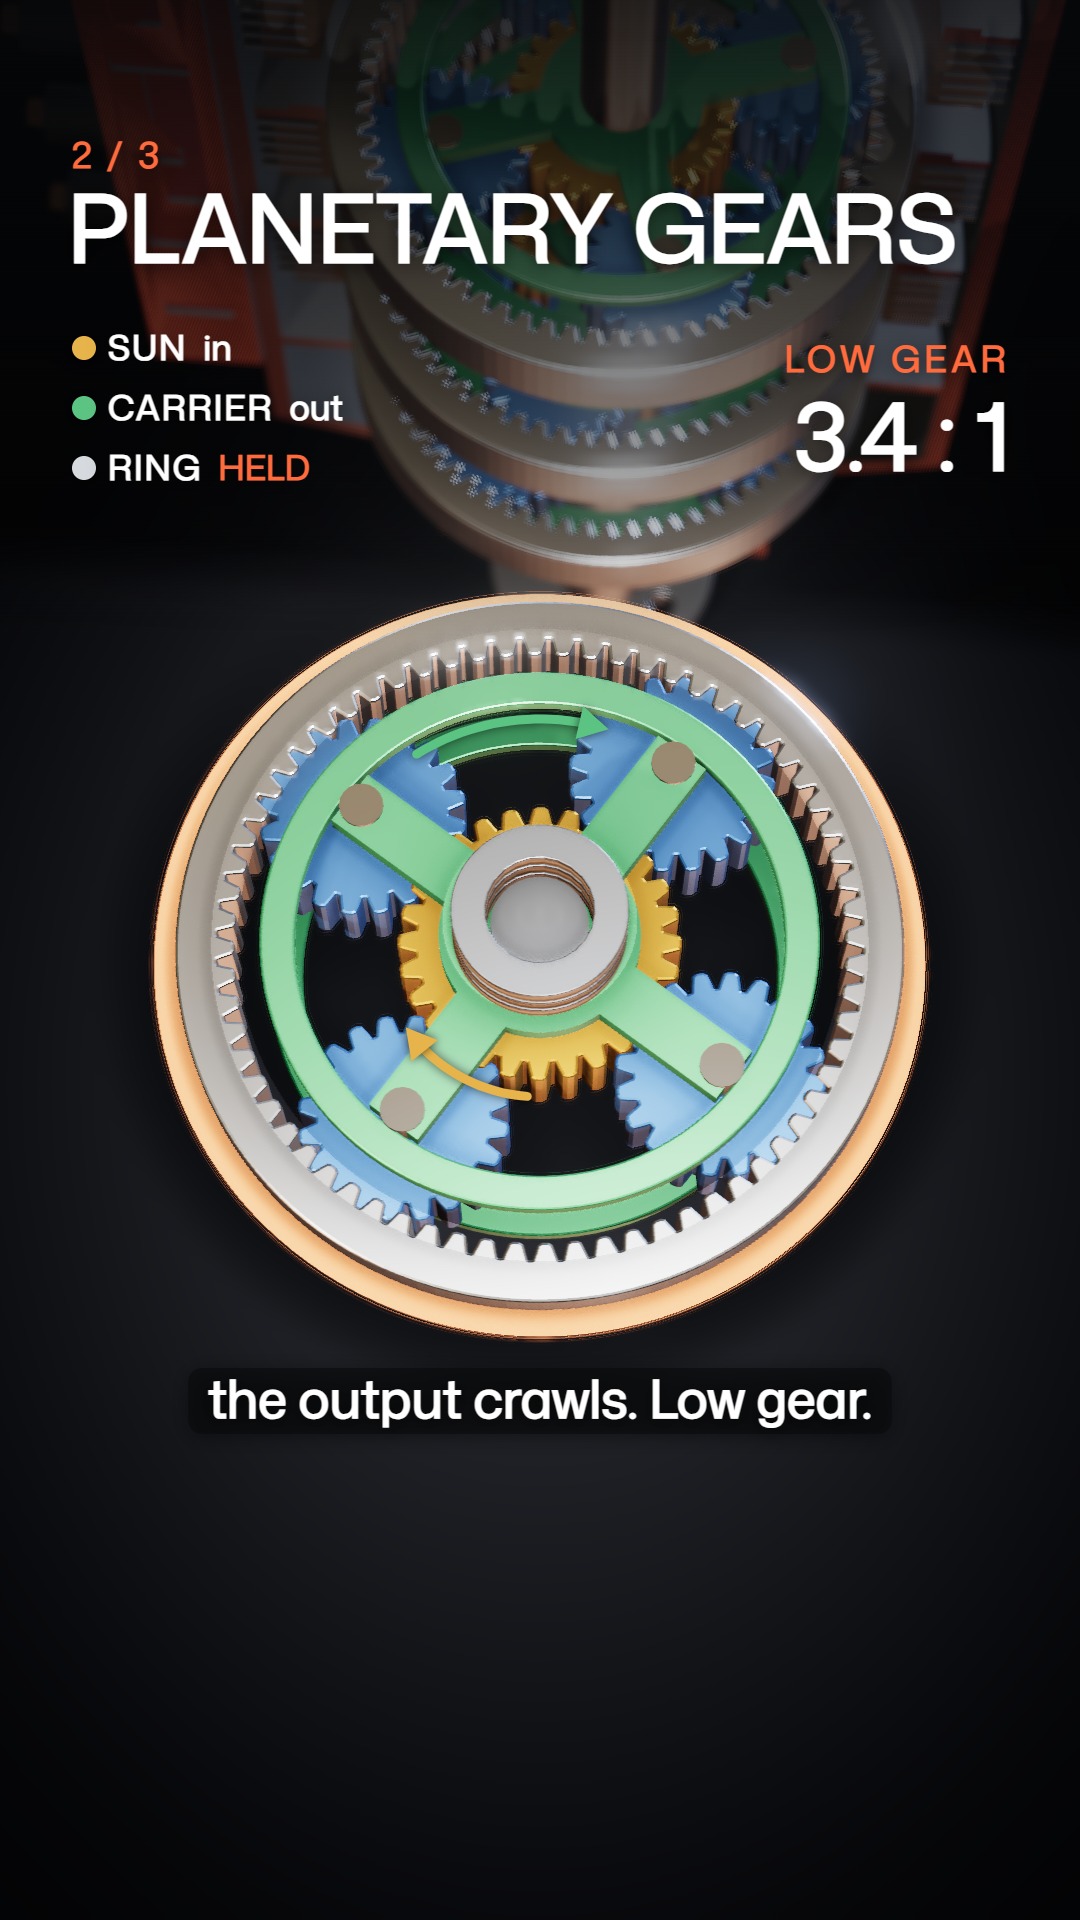 2 / 3
PLANETARY GEARS
SUN in
CARRIER out
RING HELD
LOW GEAR
3.4 : 1
the output crawls. Low gear.